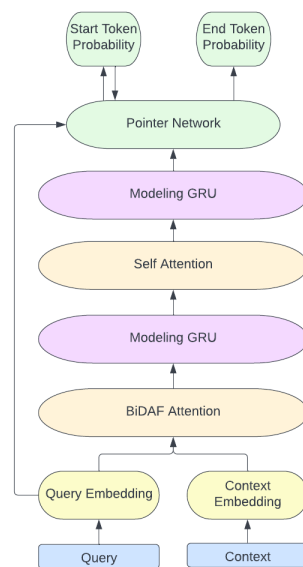 Start Token
Probability
End Token
Probability
Pointer Network
Modeling GRU
Self Attention
Modeling GRU
BiDAF Attention
Query Embedding
Context
Embedding
Query
Context